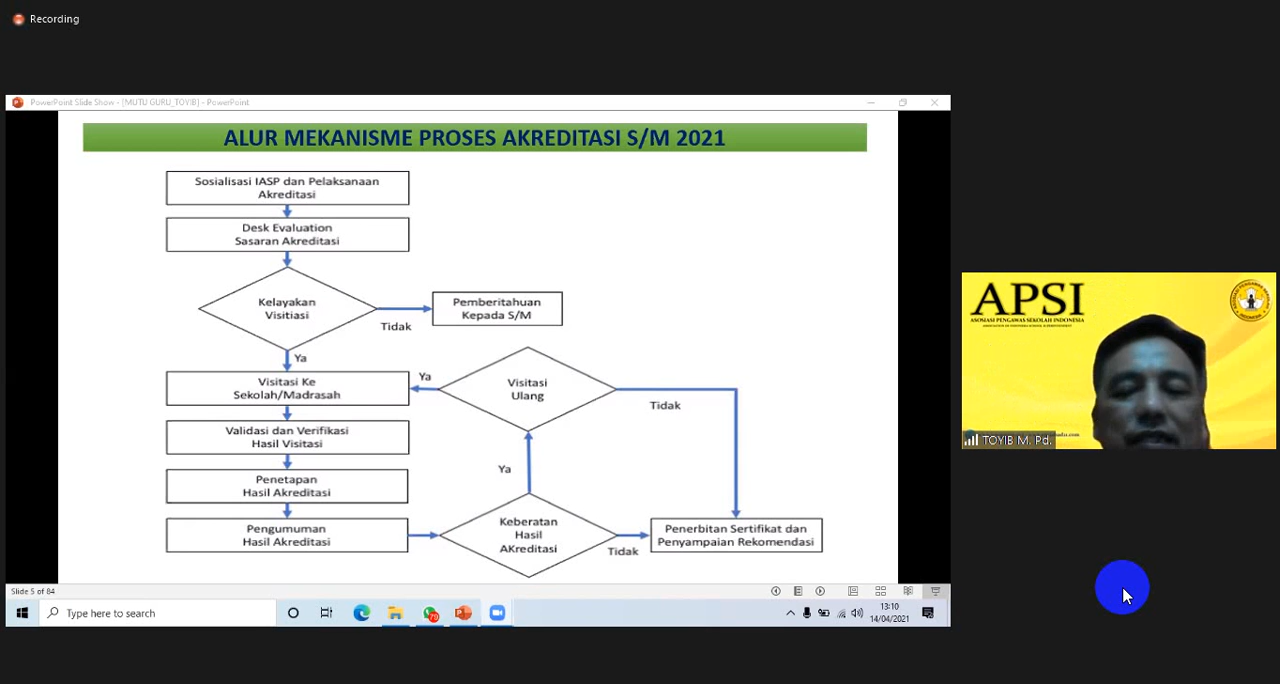 Recording
PowerPoint Slide Show - [MUTU GURU_TOYIB] - PowerPoint
ALUR MEKANISME PROSES AKREDITASI S/M 2021
Sosialisasi IASP dan Pelaksanaan
Akreditasi
Desk Evaluation
Sasaran Akreditasi
Kelayakan
Visitiasi
Tidak
Pemberitahuan
Kepada S/M
Ya
Visitasi Ke
Sekolah/Madrasah
Ya
Visitasi
Ulang
Tidak
Validasi dan Verifikasi
Hasil Visitasi
Ya
Penetapan
Hasil Akreditasi
Pengumuman
Hasil Akreditasi
Keberatan
Hasil
AKreditasi
Tidak
Penerbitan Sertifikat dan
Penyampaian Rekomendasi
Slide 5 of 84
Type here to search
13:10
14/04/2021
APSI
ASOSIASI PENGAWAS SEKOLAH INDONESIA
TOYIB M. Pd.